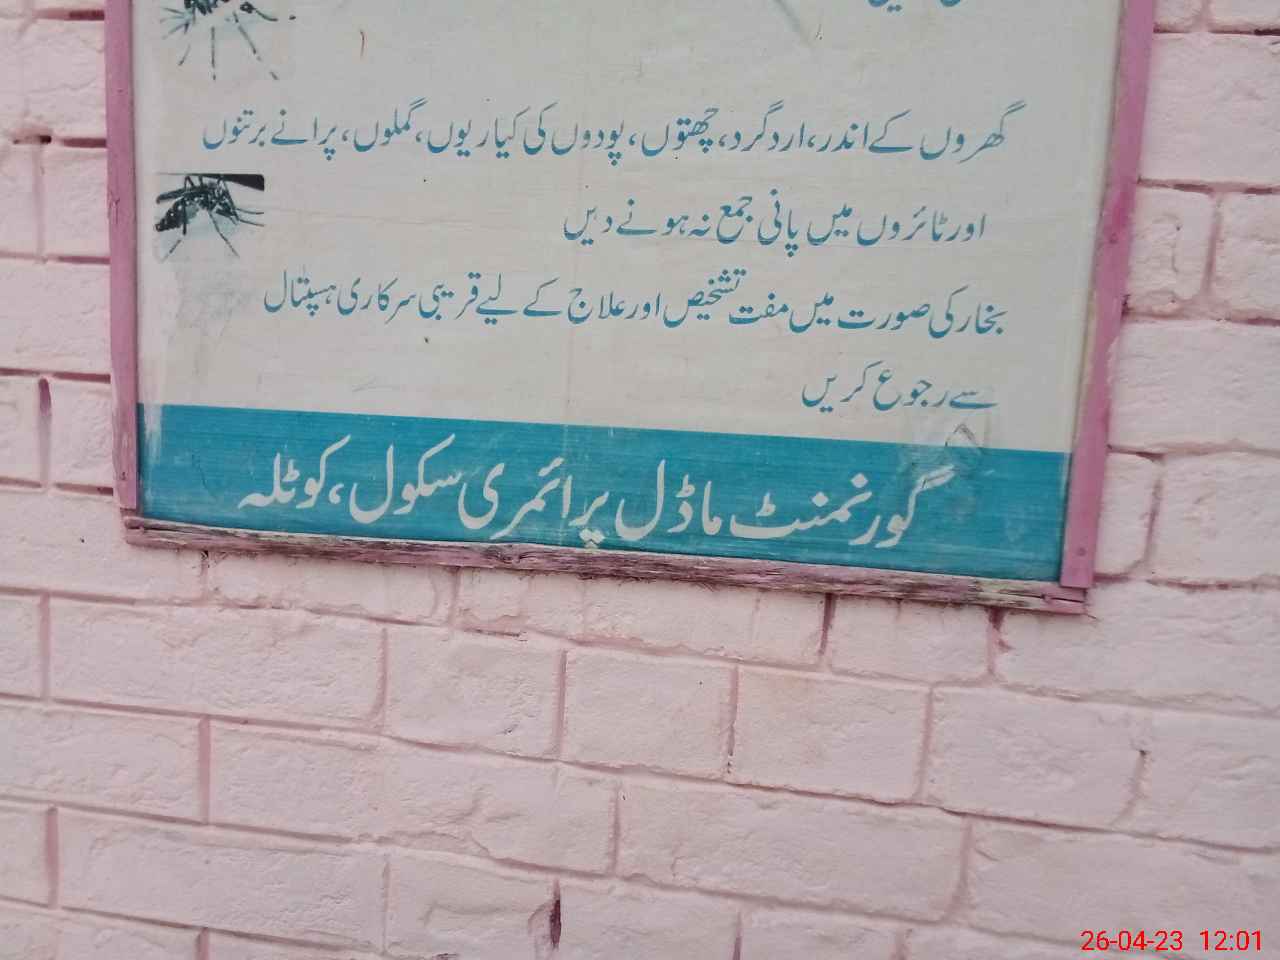 گھروں کے اندر، اردگرد، چھتوں، پودوں کی کیاریوں، گملوں، پرانے برتنوں
اور ٹائروں میں پانی جمع نہ ہونے دیں
بخار کی صورت میں مفت تشخیص اور علاج کے لیے قریبی سرکاری ہسپتال
سے رجوع کریں
گورنمنٹ ماڈل پرائمری سکول، کوٹلہ
26-04-23 12:01